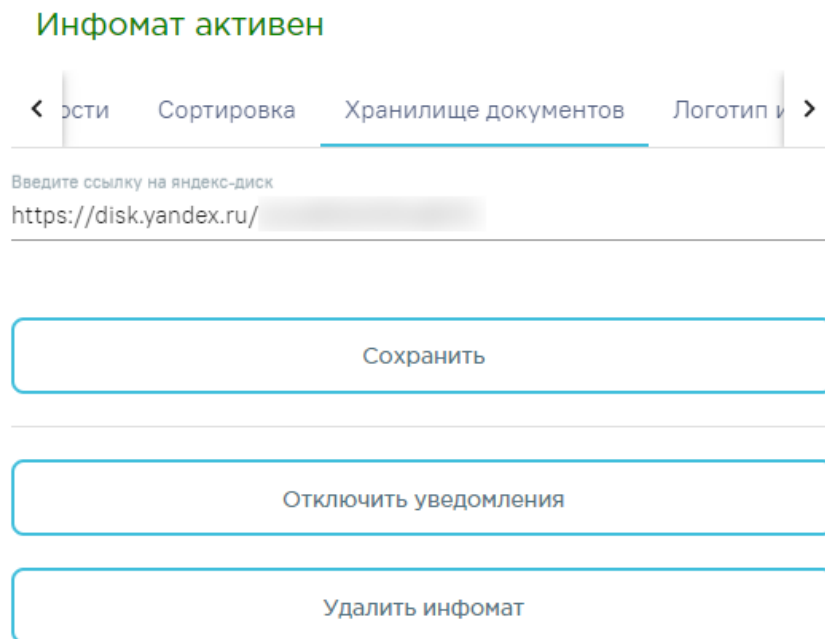 Инфомат активен
ости Сортировка Хранилище документов Логотип и
Введите ссылку на яндекс-диск
https://disk.yandex.ru/
Сохранить
Отключить уведомления
Удалить инфомат